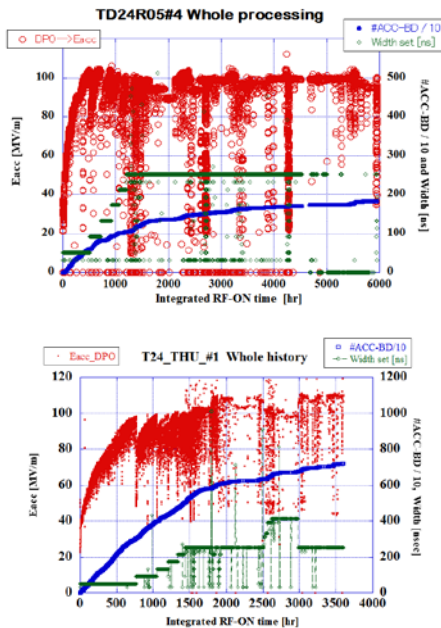 TD24R05#4 Whole processing
DPO->Eacc
#ACC-BD / 10
Width set [ns]
Eacc [MV/m]
#ACC-BD / 10 and Width [ns]
120
100
80
60
40
20
0
500
400
300
200
100
0
0 1000 2000 3000 4000 5000 6000
Integrated RF-ON time [hr]
T24_THU_#1 Whole history
Eacc_DPO
#ACC-BD/10
Width set [ns]
Eacc [MV/m]
#ACC-BD / 10, Width [nsec]
120
100
80
60
40
20
0
1200
1000
800
600
400
200
0
0 500 1000 1500 2000 2500 3000 3500 4000
Integrated RF-ON time [hr]